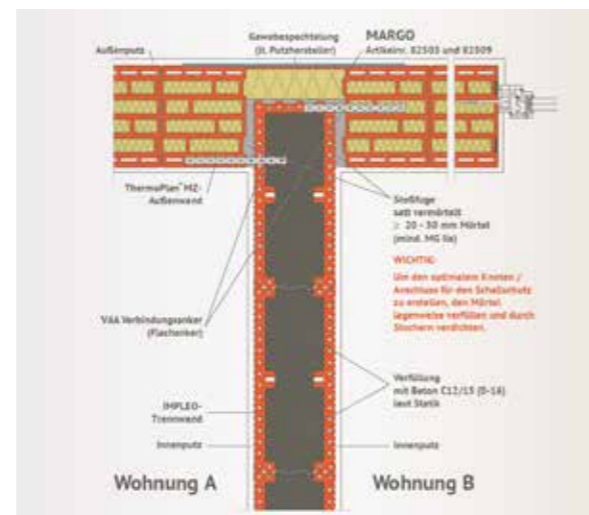 Außenputz
Gewebespachtelung
(lt. Putzhersteller)
MARGO
Artikelnr. 82503 und 82509
ThermoPlan® MZ-
Außenwand
Stoßfuge
satt vermörtelt
≥ 20 - 30 mm Mörtel
(mind. MG IIa)
WICHTIG:
Um den optimalen Knoten /
Anschluss für den Schallschutz
zu erstellen, den Mörtel
lagenweise verfüllen und durch
Stochern verdichten.
VAA Verbindungsanker
(Flachanker)
Verfüllung
mit Beton C12/15 (0-16)
laut Statik
IMPLEO-
Trennwand
Innenputz
Innenputz
Wohnung A
Wohnung B